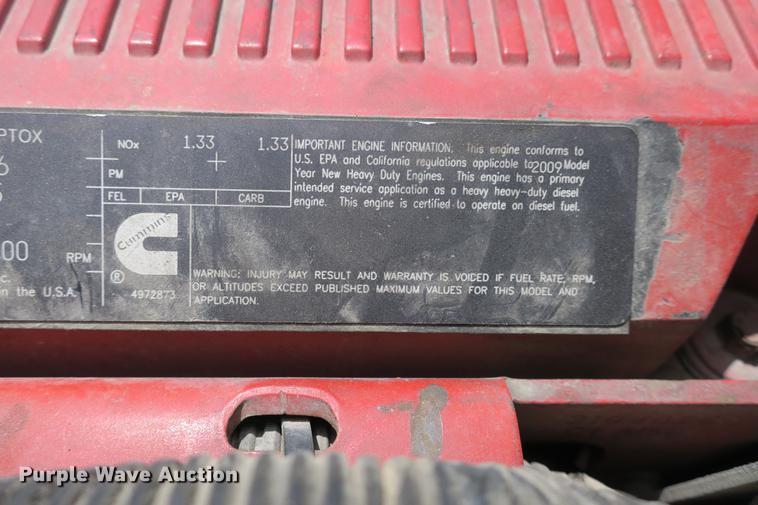 PTOX
NOx 1.33 1.33
PM
FEL EPA CARB
00 RPM
c.
n the U.S.A.
Cummins
®
4972873
IMPORTANT ENGINE INFORMATION: This engine conforms to
U.S. EPA and California regulations applicable to 2009 Model
Year New Heavy Duty Engines. This engine has a primary
intended service application as a heavy heavy-duty diesel
engine. This engine is certified to operate on diesel fuel.
WARNING: INJURY MAY RESULT AND WARRANTY IS VOIDED IF FUEL RATE, RPM,
OR ALTITUDES EXCEED PUBLISHED MAXIMUM VALUES FOR THIS MODEL AND
APPLICATION.
Purple Wave Auction